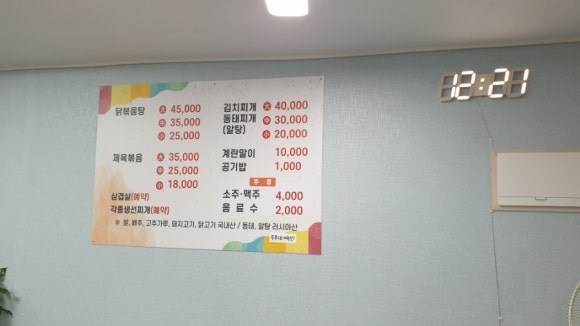 닭볶음탕 大 45,000
中 35,000
小 25,000
제육볶음 大 35,000
中 25,000
小 18,000
삼겹살(예약)
각종생선찌개(예약)
김치찌개 大 40,000
동태찌개 中 30,000
(알탕) 小 20,000
계란말이 10,000
공기밥 1,000
주류
소주·맥주 4,000
음료수 2,000
※ 쌀, 배추, 고추가루, 돼지고기, 닭고기 국내산 / 동태, 알탕 러시아산
12:21